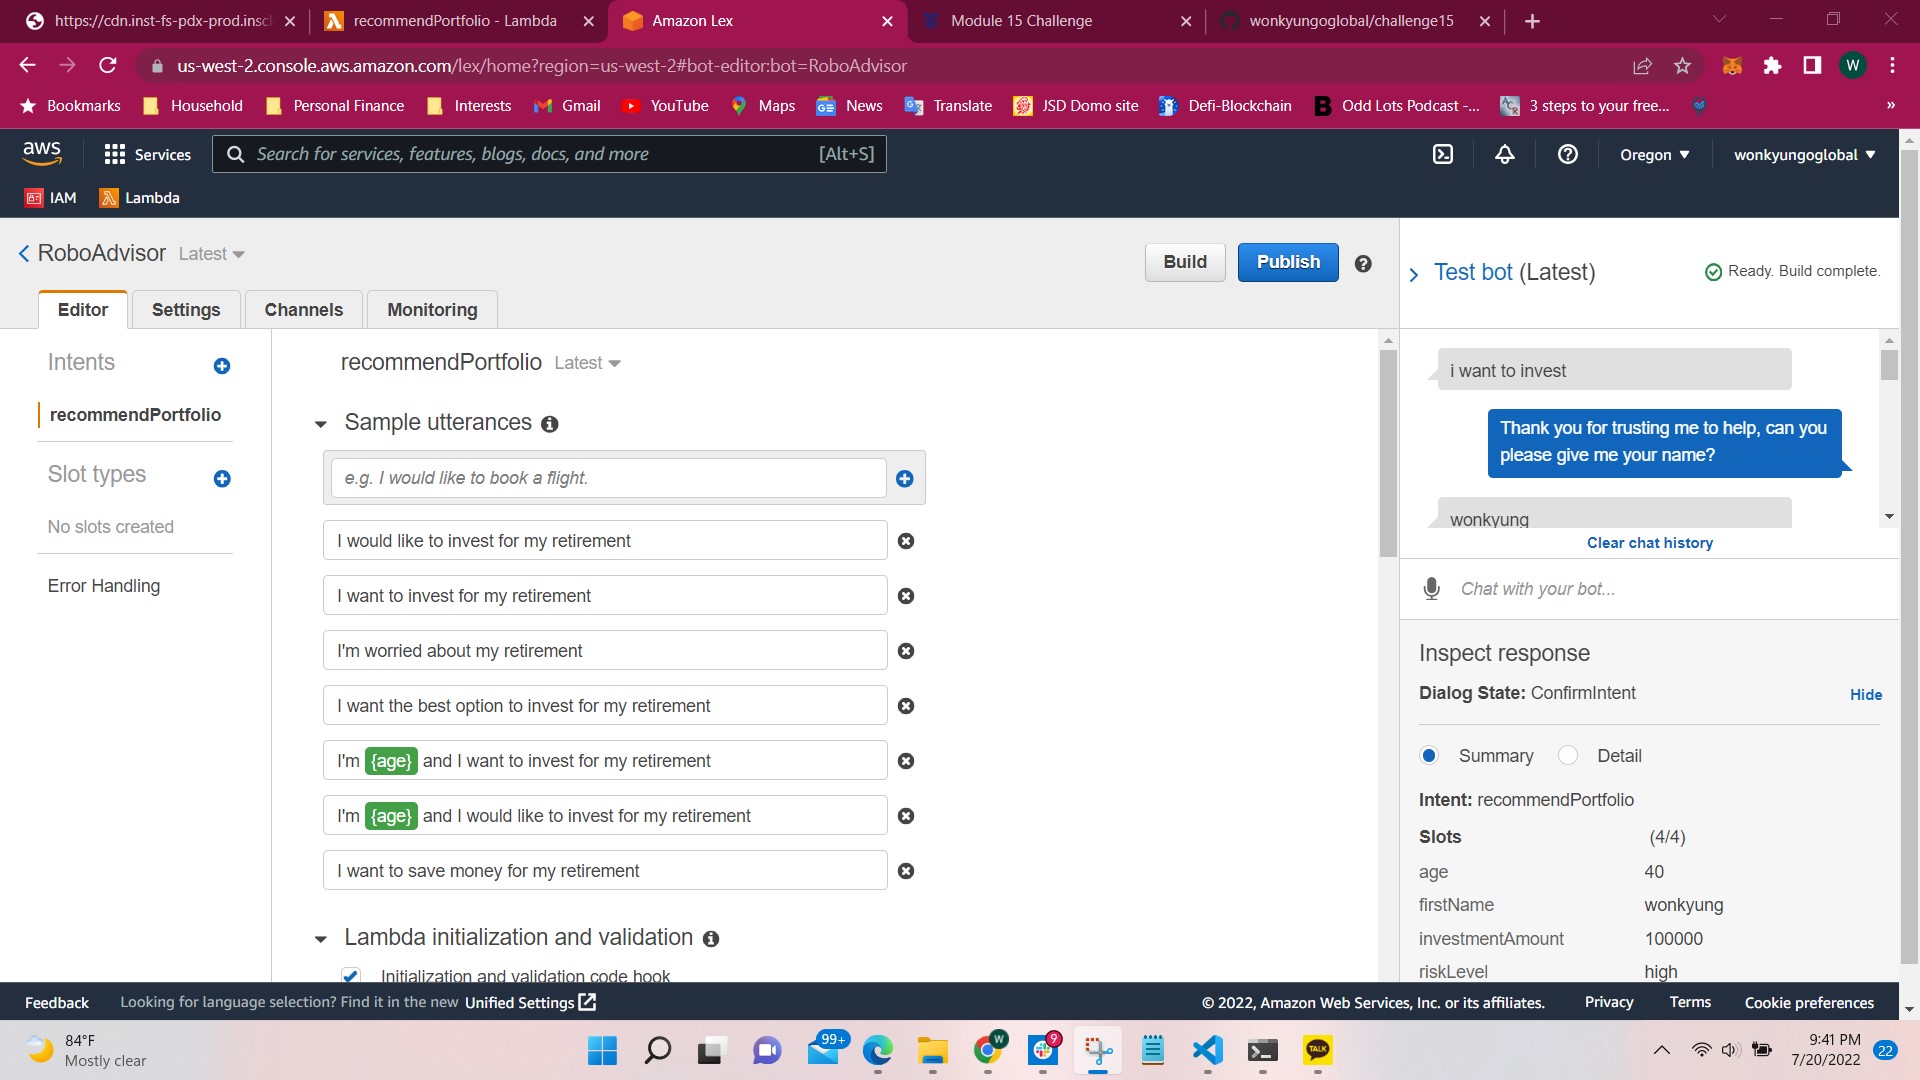 https://cdn.inst-fs-pdx-prod.inscl
recommendPortfolio - Lambda
Amazon Lex
Module 15 Challenge
wonkyungoglobal/challenge15
us-west-2.console.aws.amazon.com/lex/home?region=us-west-2#bot-editor:bot=RoboAdvisor
W
Bookmarks
Household
Personal Finance
Interests
Gmail
YouTube
Maps
News
Translate
JSD Domo site
Defi-Blockchain
Odd Lots Podcast -...
3 steps to your free...
»
aws
Services
Search for services, features, blogs, docs, and more
[Alt+S]
Oregon
wonkyungoglobal
IAM
Lambda
RoboAdvisor
Latest
Build
Publish
Editor
Settings
Channels
Monitoring
Intents
recommendPortfolio
Slot types
No slots created
Error Handling
recommendPortfolio
Latest
Sample utterances
e.g. I would like to book a flight.
I would like to invest for my retirement
I want to invest for my retirement
I'm worried about my retirement
I want the best option to invest for my retirement
I'm {age} and I want to invest for my retirement
I'm {age} and I would like to invest for my retirement
I want to save money for my retirement
Lambda initialization and validation
Initialization and validation code hook
Test bot (Latest)
Ready. Build complete.
i want to invest
Thank you for trusting me to help, can you
please give me your name?
wonkyung
Clear chat history
Chat with your bot...
Inspect response
Dialog State: ConfirmIntent
Hide
Summary
Detail
Intent: recommendPortfolio
Slots (4/4)
age 40
firstName wonkyung
investmentAmount 100000
riskLevel high
Feedback
Looking for language selection? Find it in the new Unified Settings
© 2022, Amazon Web Services, Inc. or its affiliates.
Privacy
Terms
Cookie preferences
84°F
Mostly clear
99+
W
9
TALK
9:41 PM
7/20/2022
22